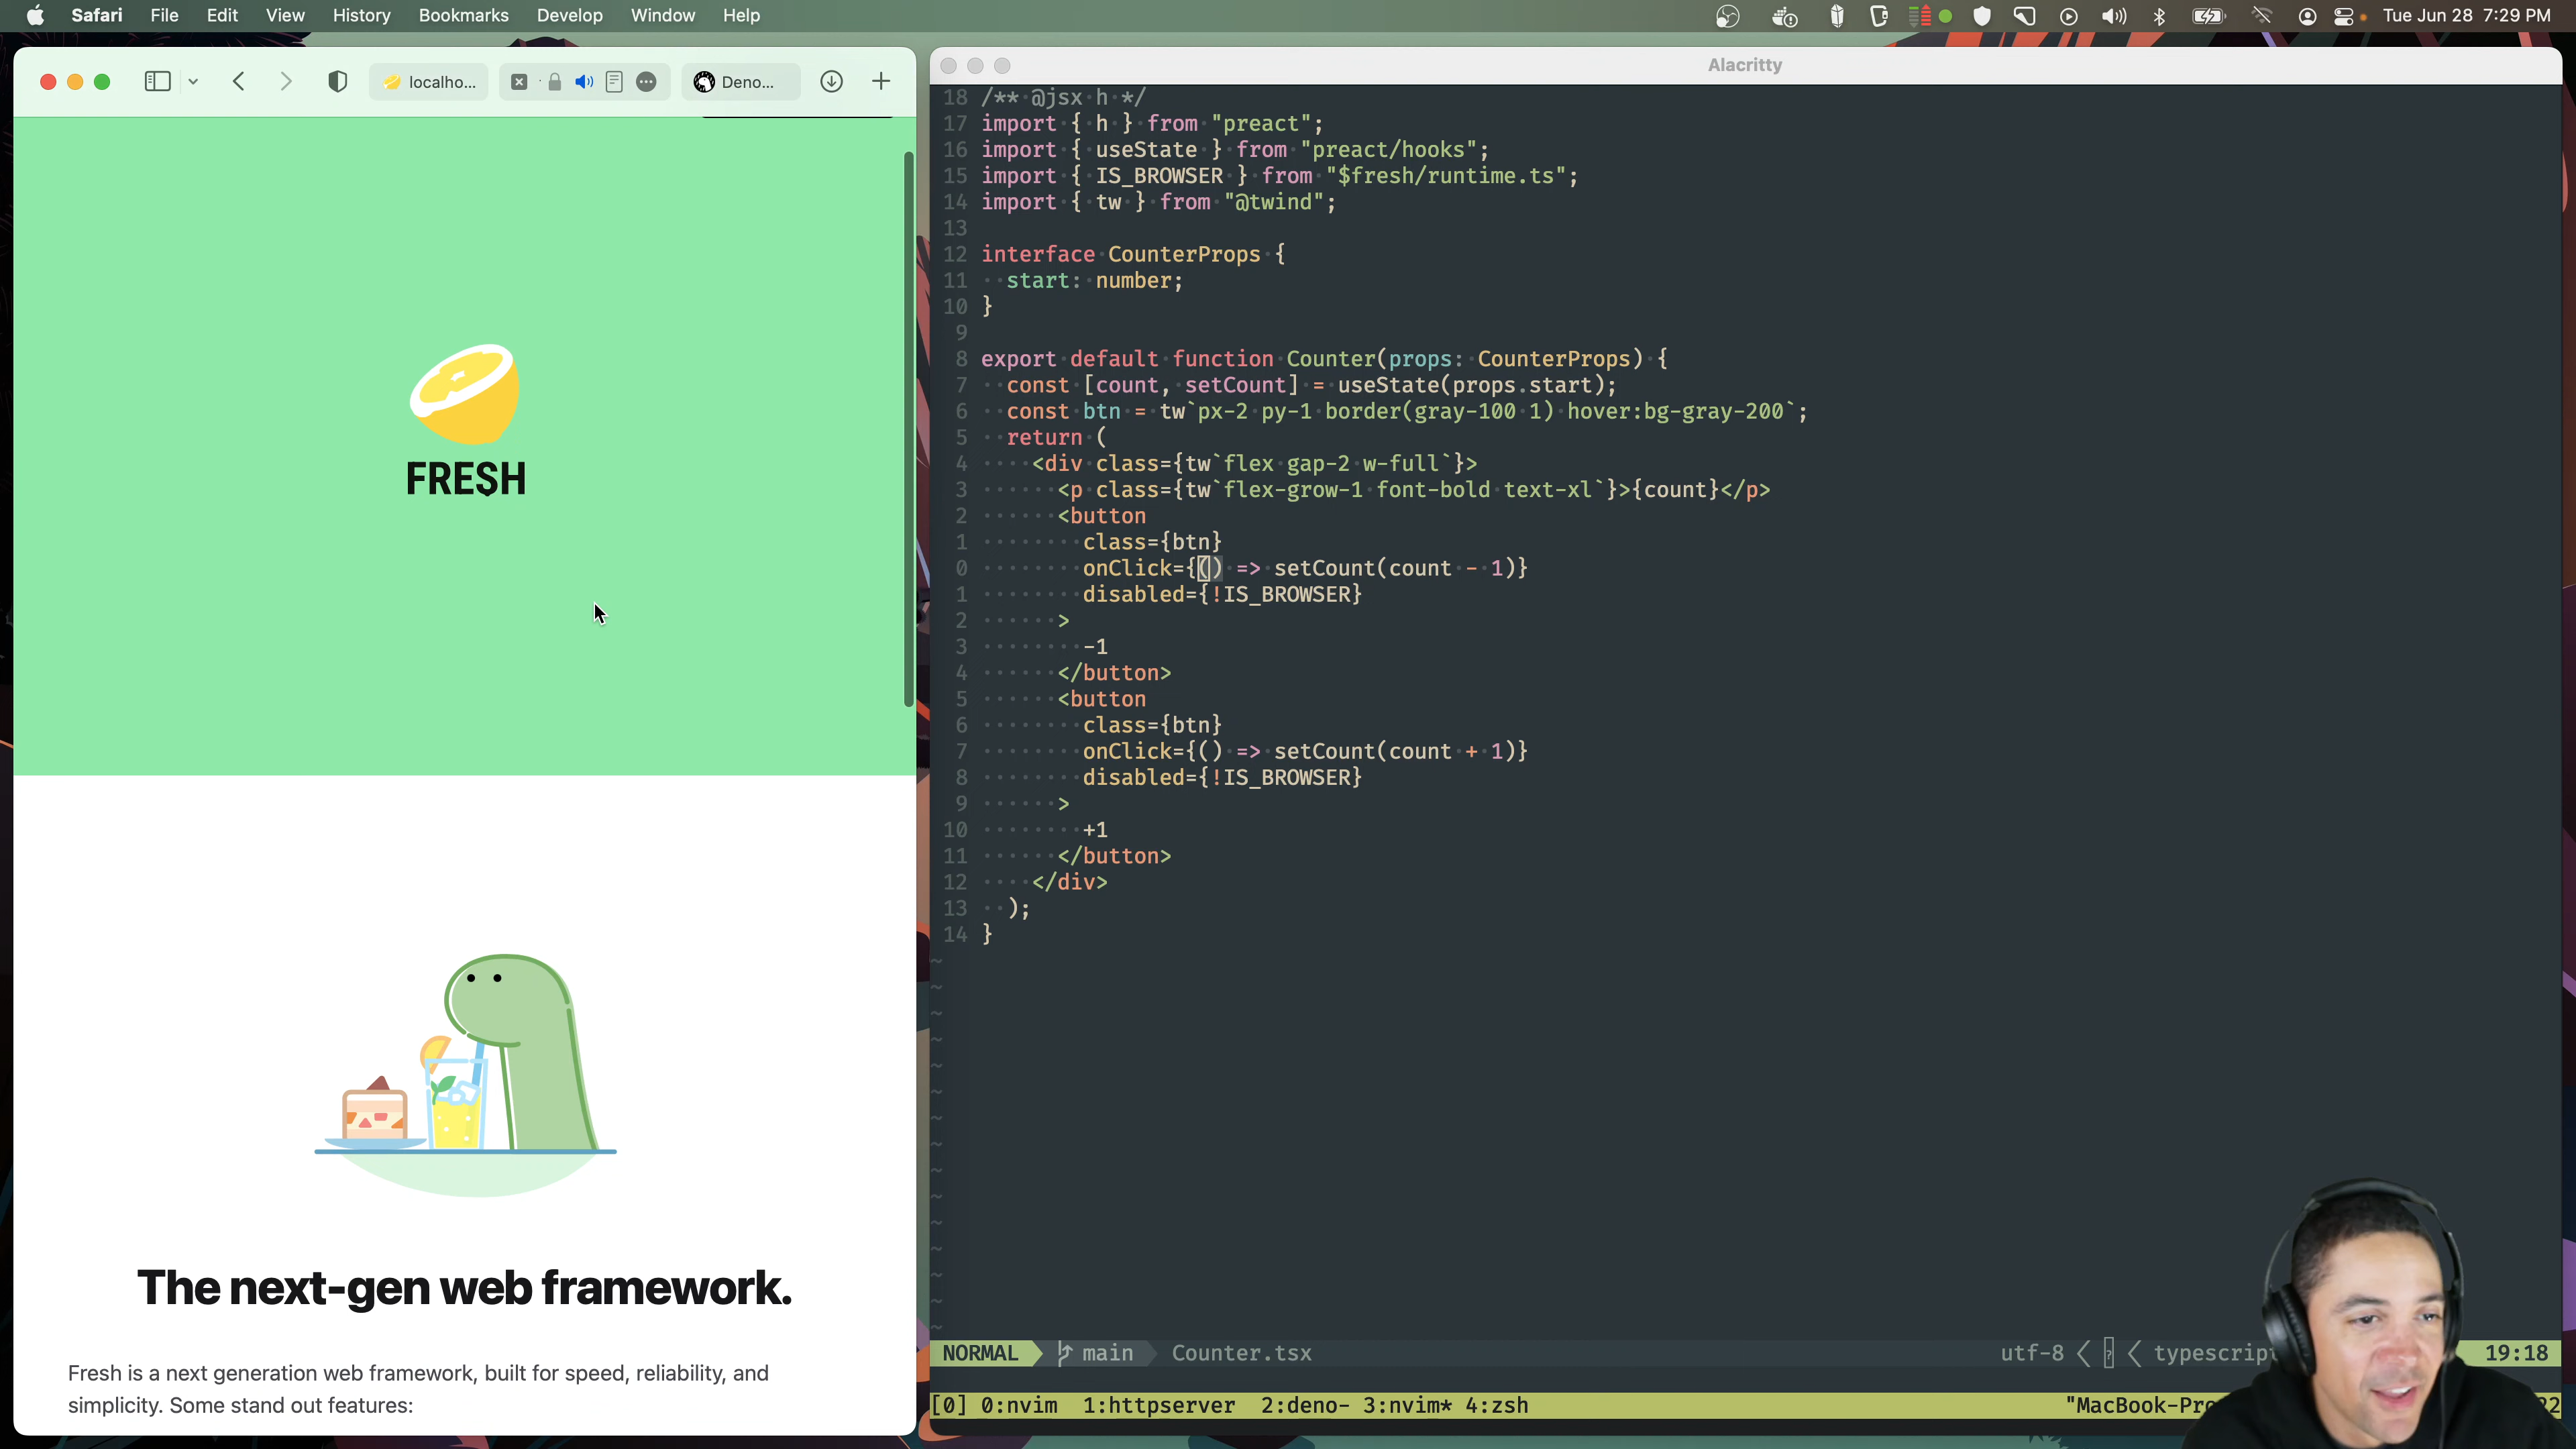 Safari File Edit View History Bookmarks Develop Window Help
Tue Jun 28 7:29 PM
localho...
Deno...
FRESH
The next-gen web framework.
Fresh is a next generation web framework, built for speed, reliability, and
simplicity. Some stand out features:
Alacritty
18 /** @jsx h */
17 import { h } from "preact";
16 import { useState } from "preact/hooks";
15 import { IS_BROWSER } from "$fresh/runtime.ts";
14 import { tw } from "@twind";
13
12 interface CounterProps {
11   start: number;
10 }
9
8 export default function Counter(props: CounterProps) {
7   const [count, setCount] = useState(props.start);
6   const btn = tw`px-2 py-1 border(gray-100 1) hover:bg-gray-200`;
5   return (
4     <div class={tw`flex gap-2 w-full`}>
3       <p class={tw`flex-grow-1 font-bold text-xl`}>{count}</p>
2       <button
1         class={btn}
0         onClick={() => setCount(count - 1)}
1         disabled={!IS_BROWSER}
2       >
3         -1
4       </button>
5       <button
6         class={btn}
7         onClick={() => setCount(count + 1)}
8         disabled={!IS_BROWSER}
9       >
10         +1
11       </button>
12     </div>
13   );
14 }
NORMAL main Counter.tsx utf-8 typescript 19:18
[0] 0:nvim 1:httpserver 2:deno- 3:nvim* 4:zsh "MacBook-Pro 22